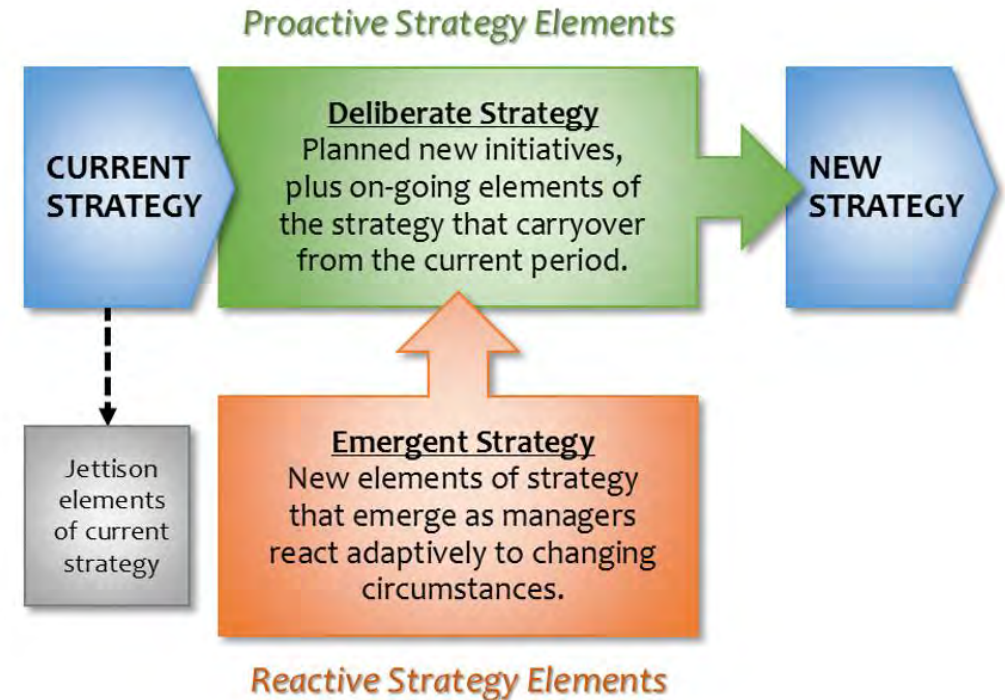 Proactive Strategy Elements
CURRENT
STRATEGY
Deliberate Strategy
Planned new initiatives,
plus on-going elements of
the strategy that carryover
from the current period.
NEW
STRATEGY
Jettison
elements
of current
strategy
Emergent Strategy
New elements of strategy
that emerge as managers
react adaptively to changing
circumstances.
Reactive Strategy Elements